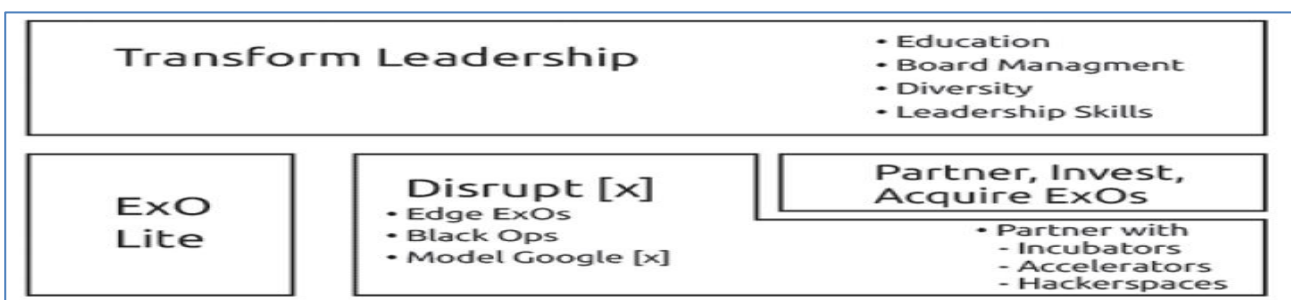 Transform Leadership
• Education
• Board Managment
• Diversity
• Leadership Skills
ExO
Lite
Disrupt [x]
• Edge ExOs
• Black Ops
• Model Google [x]
Partner, Invest,
Acquire ExOs
• Partner with
- Incubators
- Accelerators
- Hackerspaces